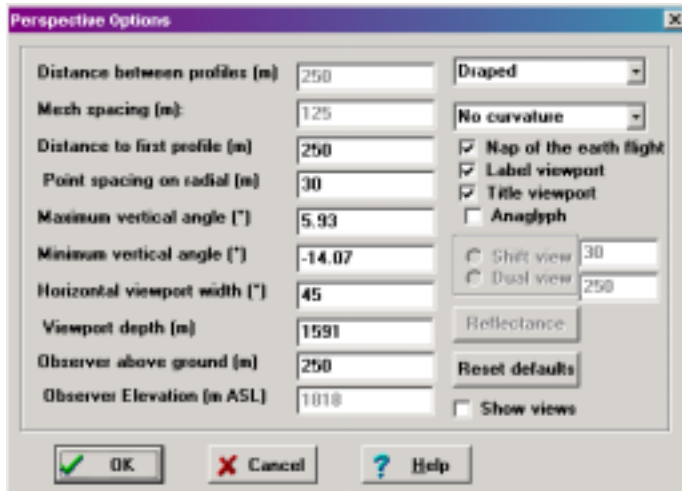 Perspective Options
Distance between profiles (m) 250
Mesh spacing (m): 125
Distance to first profile (m) 250
Point spacing on radial (m) 30
Maximum vertical angle (°) 5.93
Minimum vertical angle (°) -14.07
Horizontal viewport width (°) 45
Viewport depth (m) 1591
Observer above ground (m) 250
Observer Elevation (m ASL) 1018
Draped
No curvature
Nap of the earth flight
Label viewport
Title viewport
Anaglyph
Shift view 30
Dual view 250
Reflectance
Reset defaults
Show views
OK Cancel Help